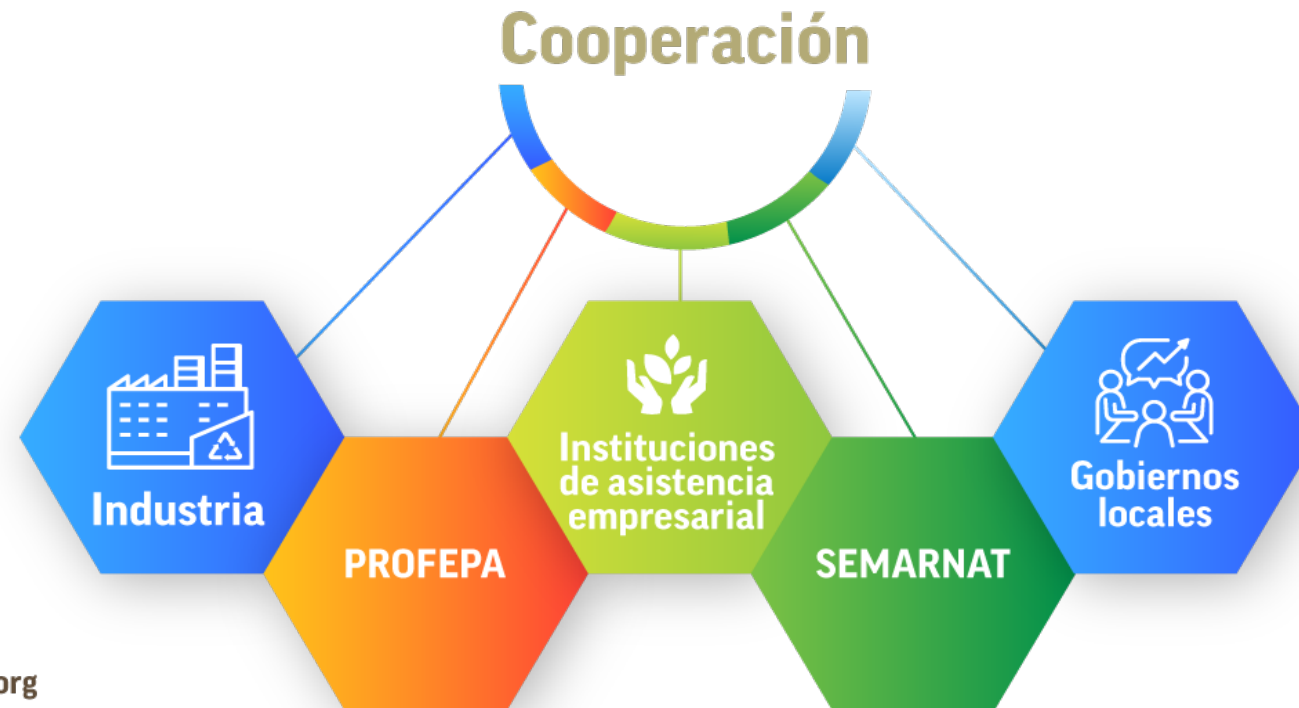 Cooperación
Industria
PROFEPA
Instituciones
de asistencia
empresarial
SEMARNAT
Gobiernos
locales
org